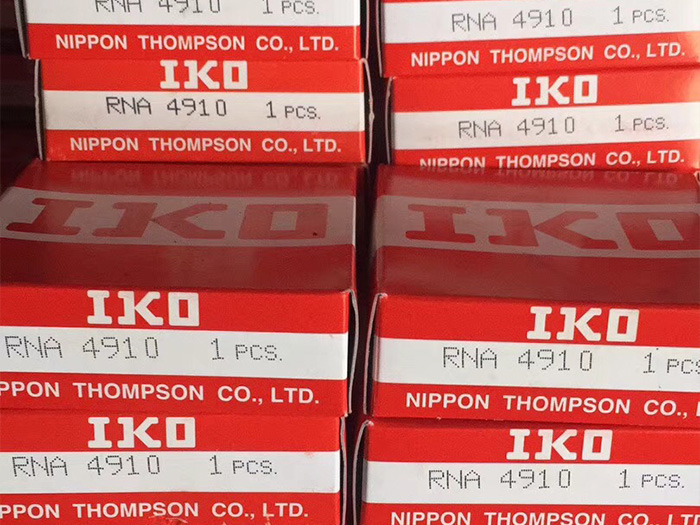 RNA 4910 1 PCS.
NIPPON THOMPSON CO., LTD.
IKO
RNA 4910 1 PCS.
NIPPON THOMPSON CO., LTD.
IKO
IKO
RNA 4910 1 PCS.
NIPPON THOMPSON CO., LTD.
IKO
RNA 4910 1 PCS.
PPON THOMPSON CO., LTD.
RNA 4910 1 PCS.
NIPPON THOMPSON CO., LTD.
IKO
RNA 4910 1 PCS.
NIPPON THOMPSON CO., LTD.
IKO
IKO
RNA 4910 1 PCS
NIPPON THOMPSON CO.,
IKO
RNA 4910 1 PCS.
NIPPON THOMPSON CO., LTD